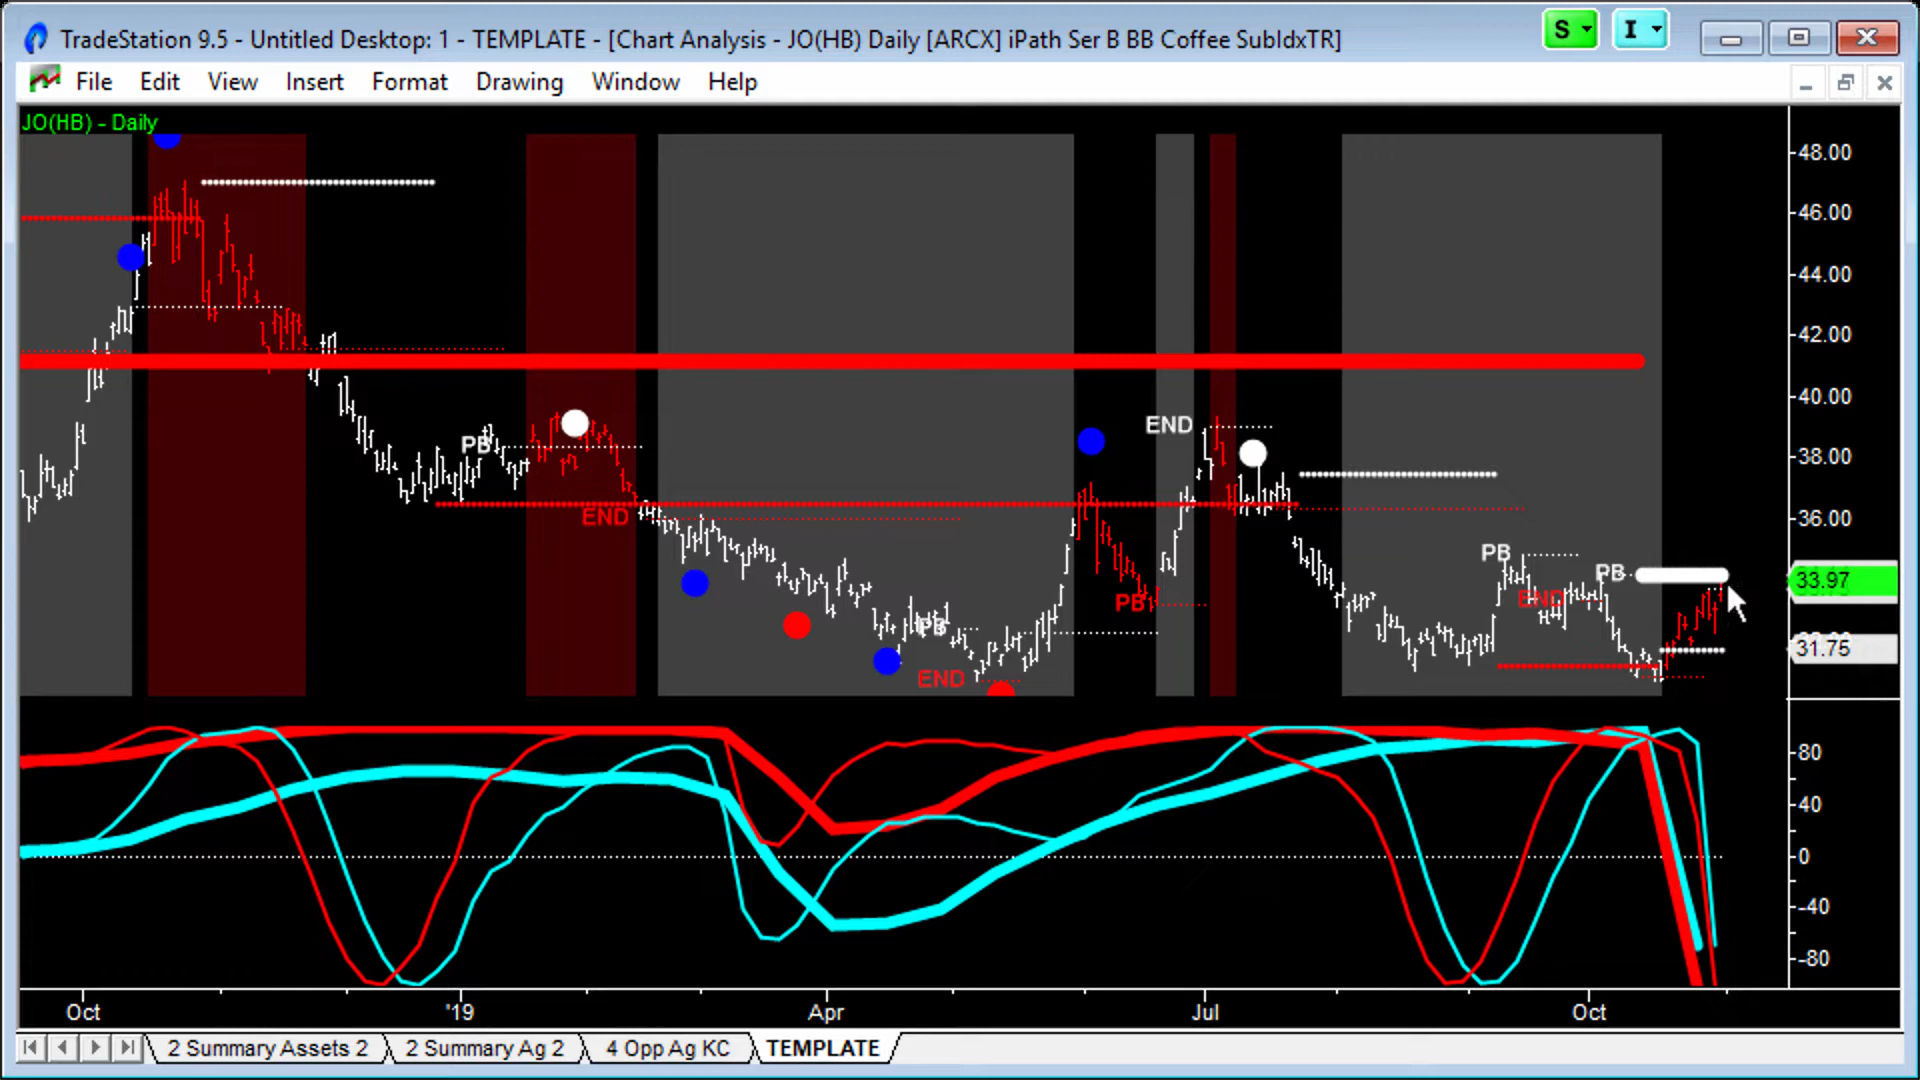 TradeStation 9.5 - Untitled Desktop: 1 - TEMPLATE - [Chart Analysis - JO(HB) Daily [ARCX] iPath Ser B BB Coffee SubIdxTR]
S
I
File Edit View Insert Format Drawing Window Help
JO(HB) - Daily
48.00
46.00
44.00
42.00
40.00
END
PB
38.00
END
36.00
PB
PB
33.97
END
PB
PB
31.75
END
80
40
0
-40
-80
Oct '19 Apr Jul Oct
2 Summary Assets 2 2 Summary Ag 2 4 Opp Ag KC TEMPLATE